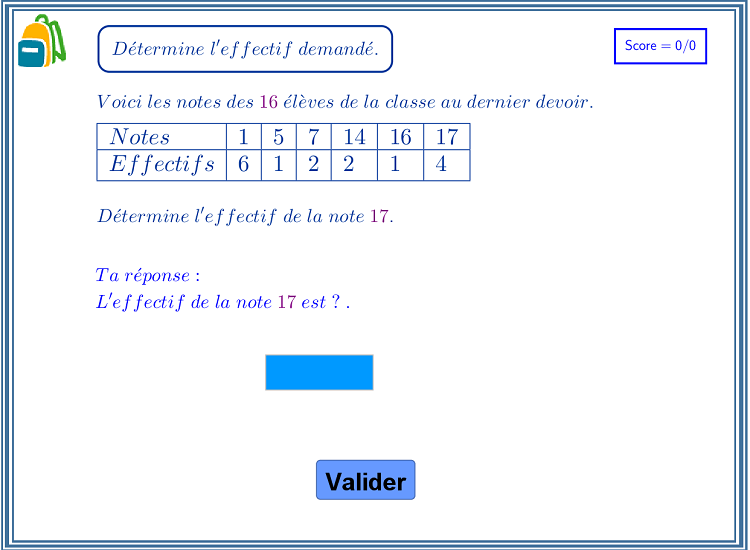 Détermine l'effectif demandé.
Score = 0/0
Voici les notes des 16 élèves de la classe au dernier devoir.
Notes 1 5 7 14 16 17
Effectifs 6 1 2 2 1 4
Détermine l'effectif de la note 17.
Ta réponse :
L'effectif de la note 17 est ? .
Valider